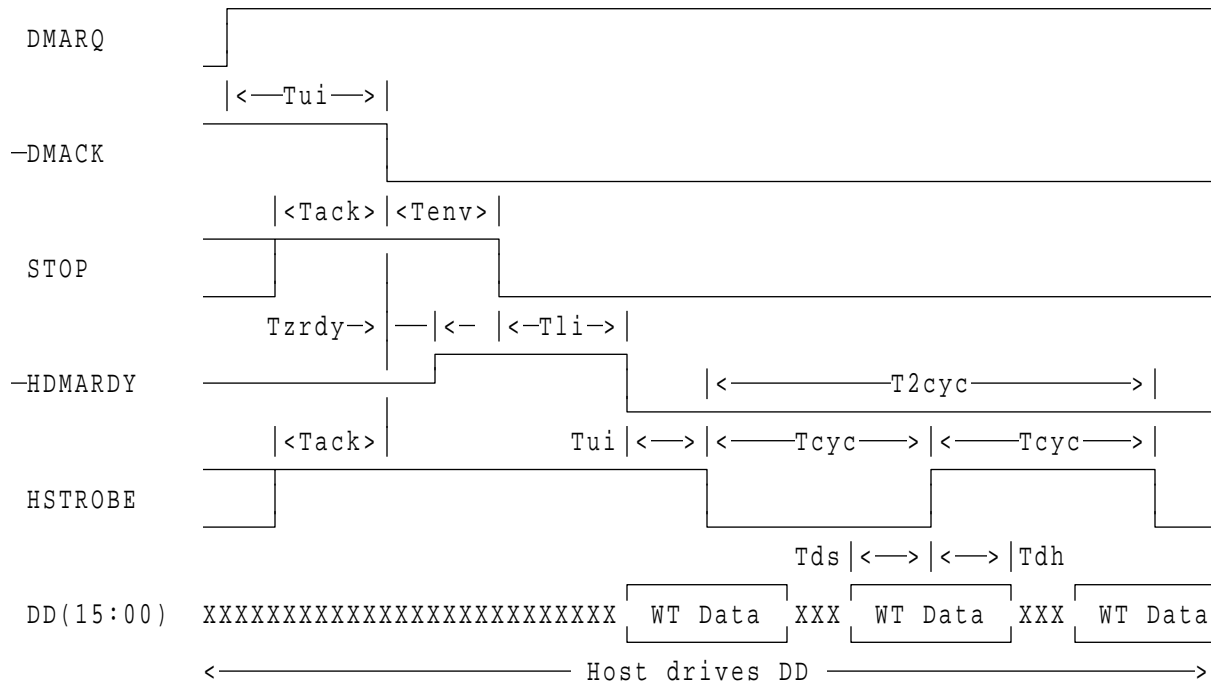 DMARQ
|<——Tui——>|
—DMACK
|<Tack>|<Tenv>|
STOP
Tzrdy—>|——|<— |<—Tli—>|
—HDMARDY |<————T2cyc————>|
|<Tack>| Tui|<——>|<———Tcyc———>|<———Tcyc———>|
HSTROBE
Tds|<——>|<——>|Tdh
DD(15:00) XXXXXXXXXXXXXXXXXXXXXXXXXX WT Data XXX WT Data XXX WT Data
<———— Host drives DD ————>